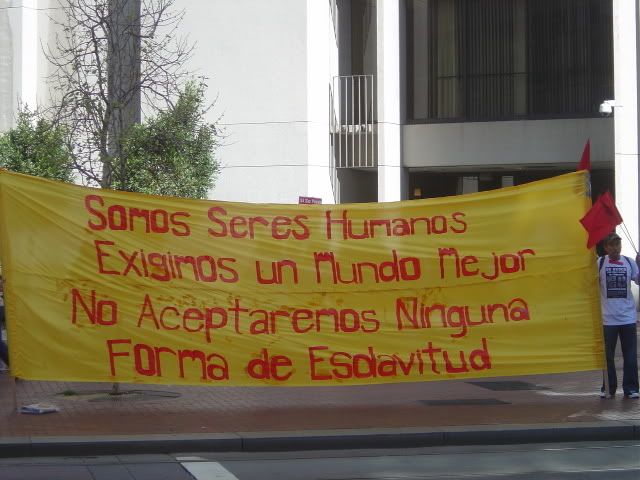 Somos Seres Humanos
Exigimos un Mundo Mejor
No Aceptaremos Ninguna
Forma de Esclavitud